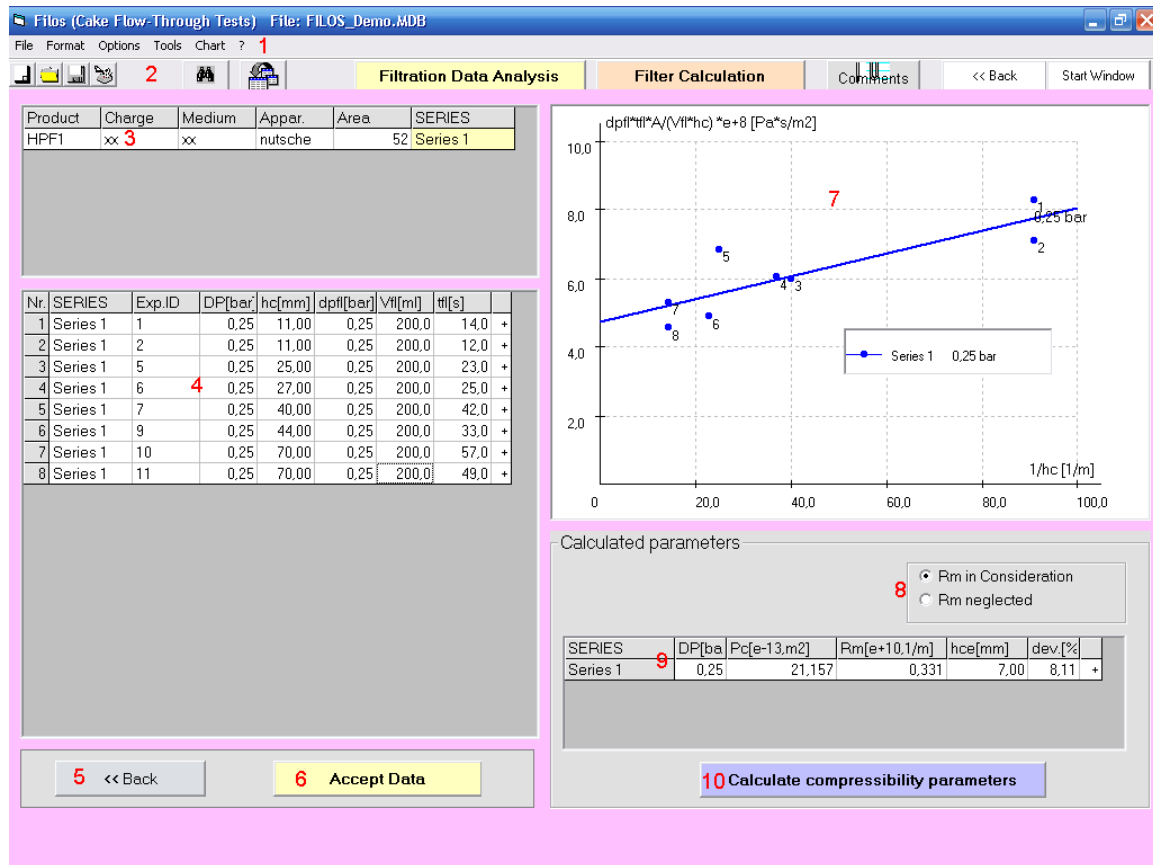 Filos (Cake Flow-Through Tests) File: FILOS_Demo.MDB
File Format Options Tools Chart ? 1
2 Filtration Data Analysis Filter Calculation Comments << Back Start Window
Product Charge Medium Appar. Area SERIES
HPF1 xx 3 xx nutsche 52 Series 1
Nr. SERIES Exp.ID DP[bar] hc[mm] dpfl[bar] Vfl[ml] tfl[s]
1 Series 1 1 0,25 11,00 0,25 200,0 14,0 +
2 Series 1 2 0,25 11,00 0,25 200,0 12,0 +
3 Series 1 5 0,25 25,00 0,25 200,0 23,0 +
4 Series 1 6 4 0,25 27,00 0,25 200,0 25,0 +
5 Series 1 7 0,25 40,00 0,25 200,0 42,0 +
6 Series 1 9 0,25 44,00 0,25 200,0 33,0 +
7 Series 1 10 0,25 70,00 0,25 200,0 57,0 +
8 Series 1 11 0,25 70,00 0,25 200,0 49,0 +
5 << Back
6 Accept Data
dpfl*tfl*A/(Vfl*hc) *e+8 [Pa*s/m2]
10,0
7
8,0
1
0,25 bar
2
5
6,0
4 3
7
6
8
4,0
Series 1 0,25 bar
2,0
1/hc [1/m]
0 20,0 40,0 60,0 80,0 100,0
Calculated parameters
8
Rm in Consideration
Rm neglected
SERIES DP[ba Pc[e-13,m2] Rm[e+10,1/m] hce[mm] dev.[%
Series 1 9 0,25 21,157 0,331 7,00 8,11 +
10 Calculate compressibility parameters